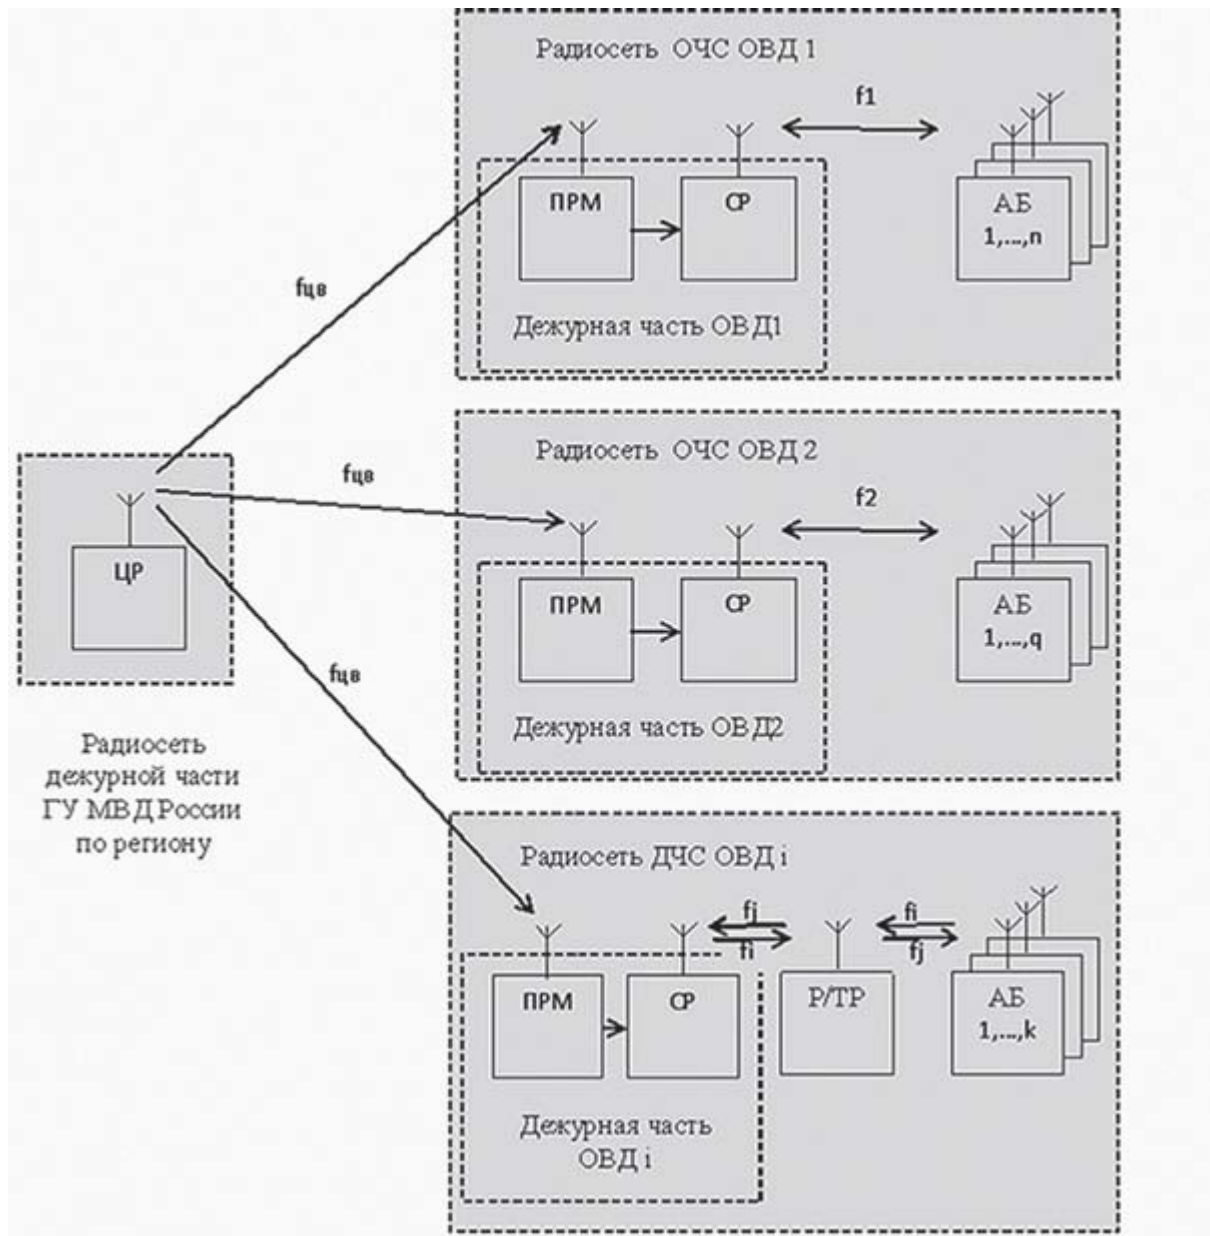 Радиосеть ОЧС ОВД 1
f1
ПРМ
СР
АБ
1,...,n
fцв
Дежурная часть ОВД1
Радиосеть ОЧС ОВД 2
fцв
f2
ЦР
ПРМ
СР
АБ
1,...,q
fцв
Дежурная часть ОВД2
Радиосеть
дежурной части
ГУ МВД России
по региону
Радиосеть ДЧС ОВД i
fj
fi
fi
fj
ПРМ
СР
Р/ТР
АБ
1,...,k
Дежурная часть
ОВД i